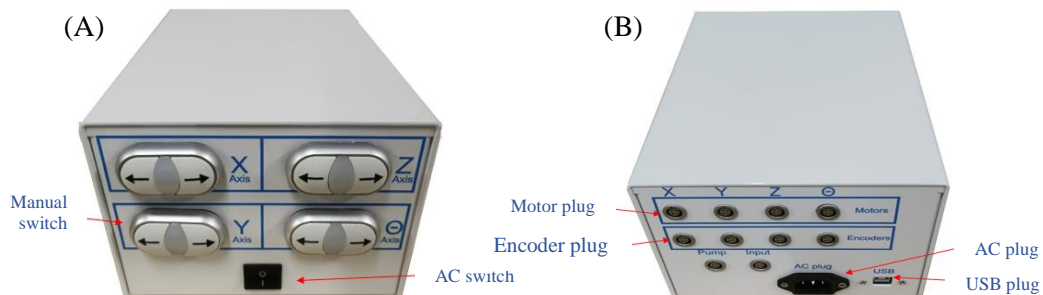 (A)
X
Axis
Z
Axis
Manual
switch
Y
Axis
Θ
Axis
AC switch
(B)
X Y Z Θ
Motor plug
Motors
Encoder plug
Encoders
Pump Input
AC plug
AC plug
USB
USB plug